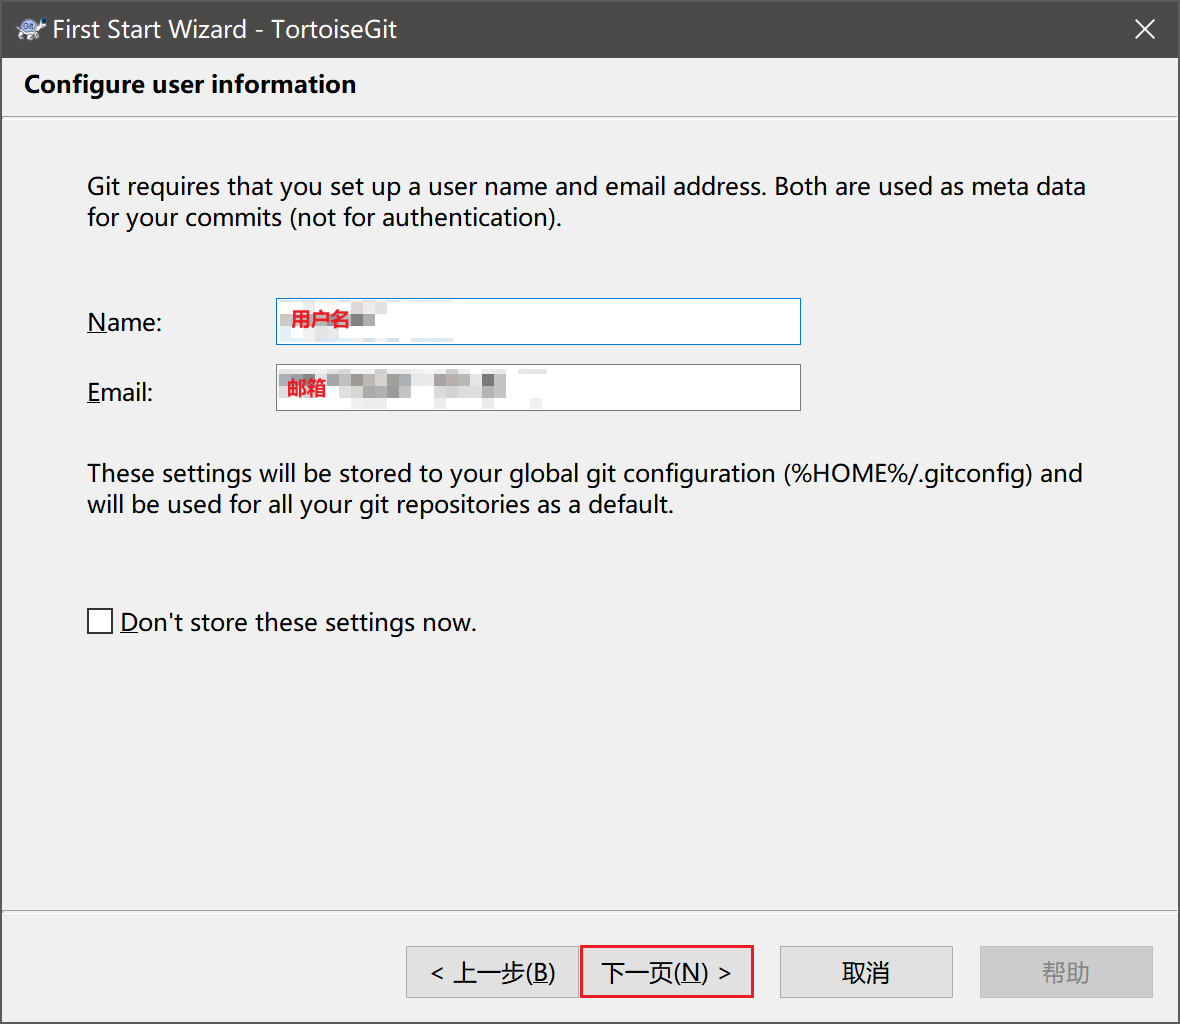 First Start Wizard - TortoiseGit
Configure user information
Git requires that you set up a user name and email address. Both are used as meta data
for your commits (not for authentication).
Name:
用户名
Email:
邮箱
These settings will be stored to your global git configuration (%HOME%/.gitconfig) and
will be used for all your git repositories as a default.
Don't store these settings now.
< 上一步(B)
下一页(N) >
取消
帮助